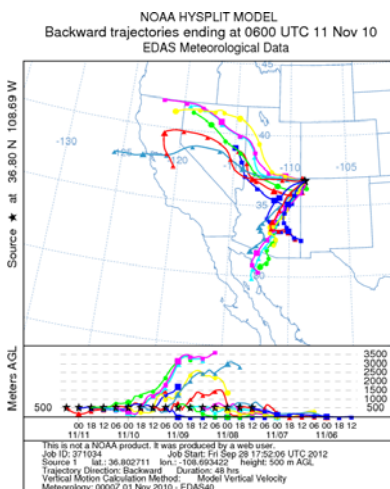 NOAA HYSPLIT MODEL
Backward trajectories ending at 0600 UTC 11 Nov 10
EDAS Meteorological Data
Source ★ at 36.80 N 108.69 W
45
-130
-125
-120
40
-110
-105
35
Meters AGL
500
3500
3000
2500
2000
1500
1000
500
00 18 12 06 00 18 12 06 00 18 12 06 00 18 12 06 00 18 12 06 00 18 12
11/11 11/10 11/09 11/08 11/07 11/06
This is not a NOAA product. It was produced by a web user.
Job ID: 371034 Job Start: Fri Sep 28 17:52:06 UTC 2012
Source 1 lat.: 36.802711 lon.: -108.693422 height: 500 m AGL
Trajectory Direction: Backward Duration: 48 hrs
Vertical Motion Calculation Method: Model Vertical Velocity
Meteorology: 0000Z 01 Nov 2010 - EDAS40